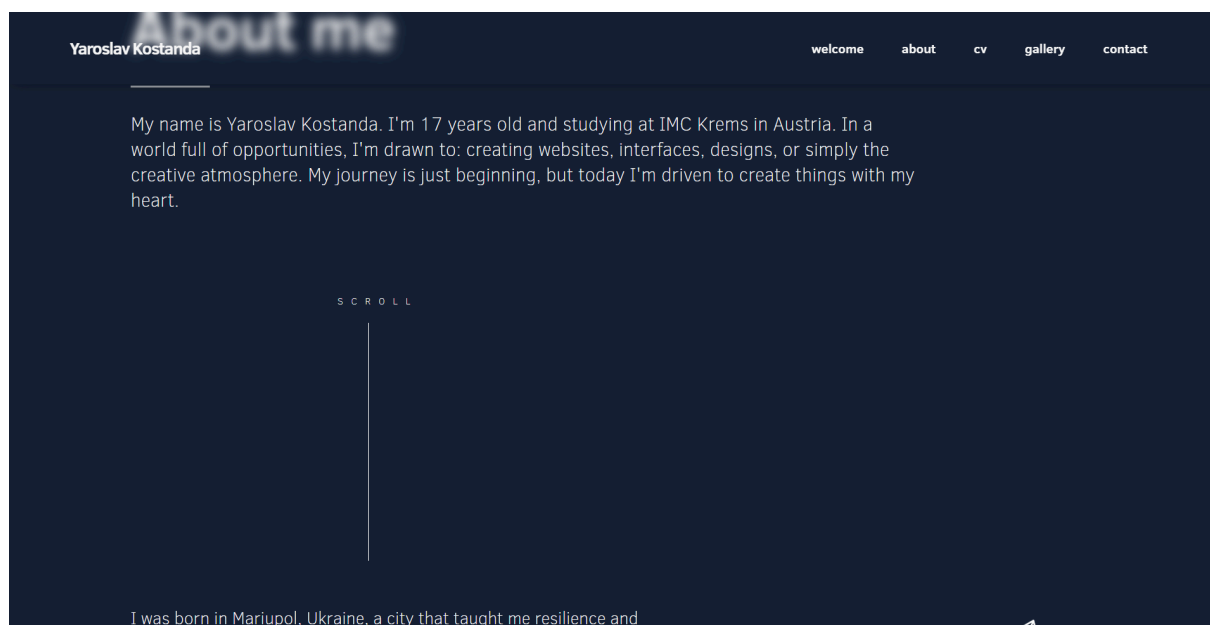 About me
Yaroslav Kostanda
welcome about cv gallery contact
My name is Yaroslav Kostanda. I'm 17 years old and studying at IMC Krems in Austria. In a
world full of opportunities, I'm drawn to: creating websites, interfaces, designs, or simply the
creative atmosphere. My journey is just beginning, but today I'm driven to create things with my
heart.
SCROLL
I was born in Mariupol, Ukraine, a city that taught me resilience and